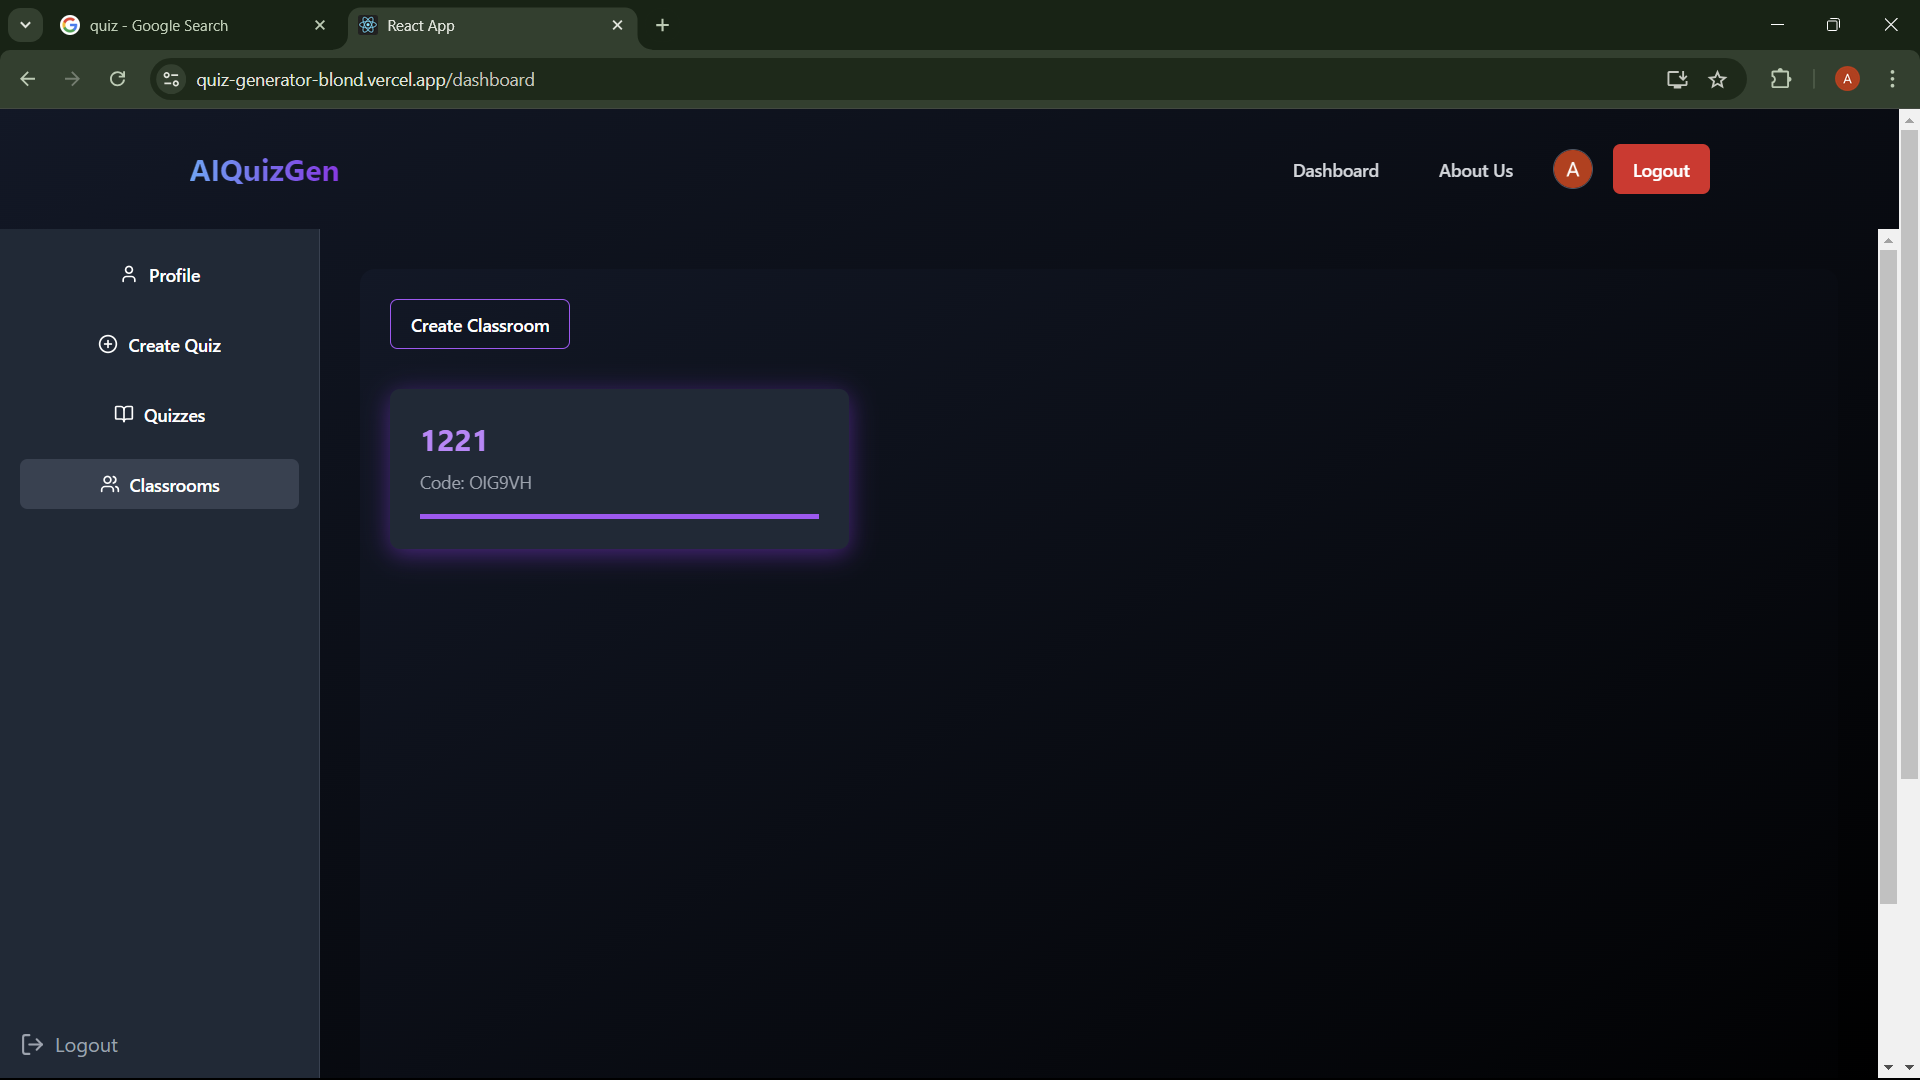 quiz - Google Search
React App
quiz-generator-blond.vercel.app/dashboard
A
AIQuizGen
Dashboard
About Us
A
Logout
Profile
Create Quiz
Quizzes
Classrooms
Create Classroom
1221
Code: OIG9VH
Logout